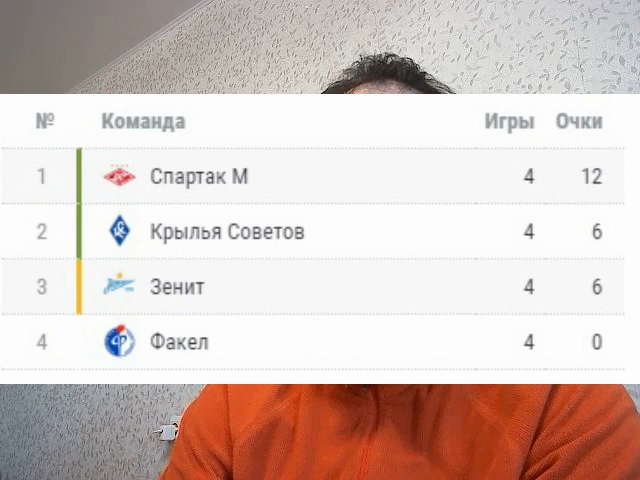 № Команда Игры Очки
1 Спартак М 4 12
2 Крылья Советов 4 6
3 Зенит 4 6
4 Факел 4 0